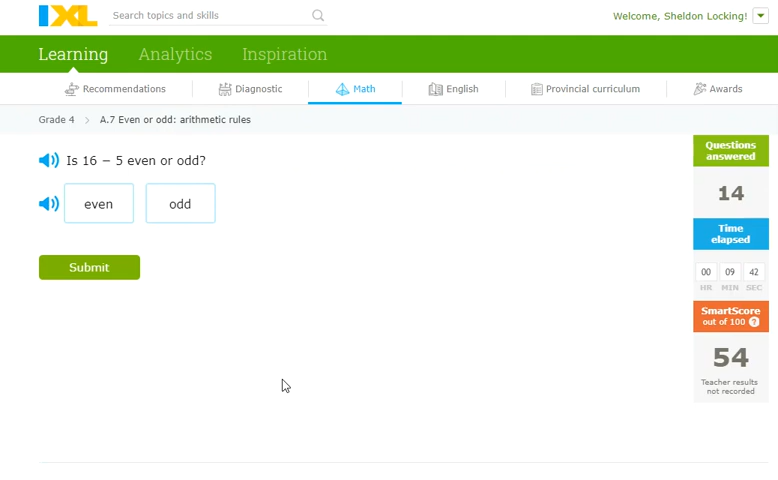 IXL
Search topics and skills
Welcome, Sheldon Locking!
Learning Analytics Inspiration
Recommendations Diagnostic Math English Provincial curriculum Awards
Grade 4 > A.7 Even or odd: arithmetic rules
Is 16 − 5 even or odd?
even odd
Submit
Questions
answered
14
Time
elapsed
00 09 42
HR MIN SEC
SmartScore
out of 100 ?
54
Teacher results
not recorded